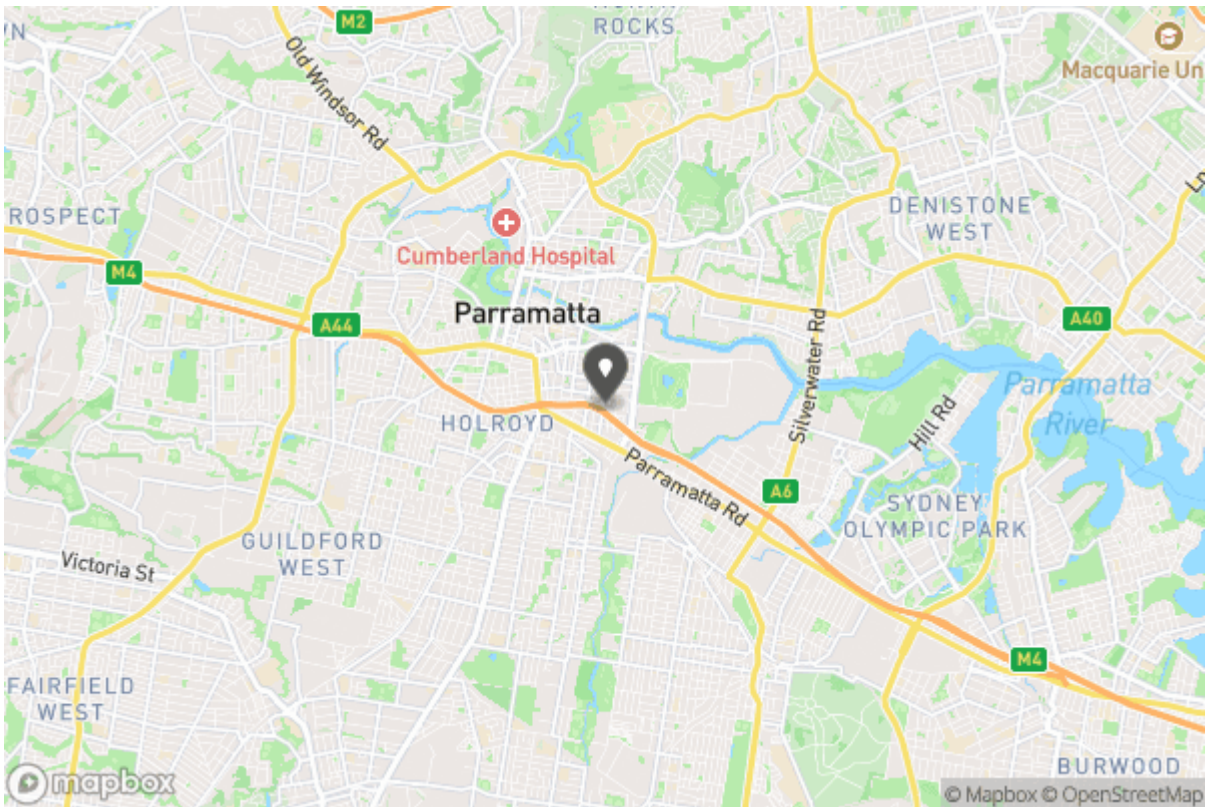 M2
ROCKS
Old Windsor Rd
Macquarie Un
DENISTONE
WEST
ROSPECT
Cumberland Hospital
M4
Parramatta
A44
A40
Silverwater Rd
Parramatta
River
HOLROYD
Hill Rd
Parramatta Rd
A6
SYDNEY
OLYMPIC PARK
GUILDFORD
WEST
Victoria St
M4
FAIRFIELD
WEST
BURWOOD
mapbox
© Mapbox © OpenStreetMap